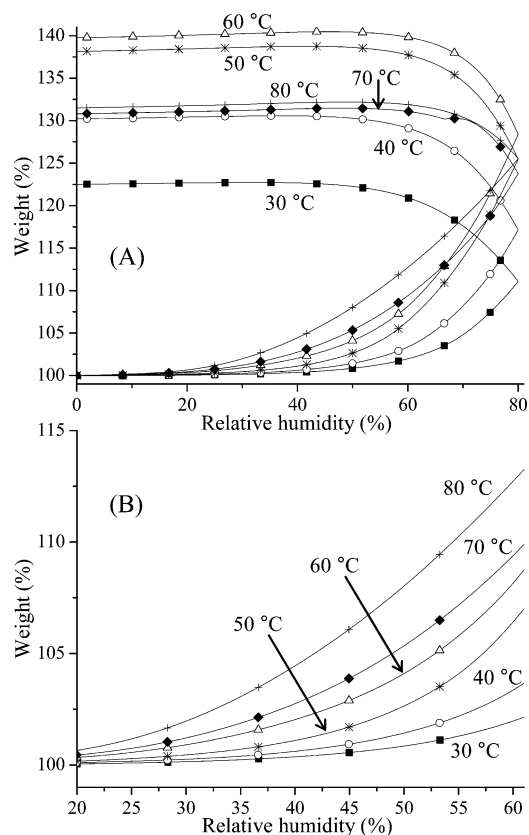 60 °C
140
50 °C
135
80 °C
70 °C
130
40 °C
125
30 °C
120
115
(A)
110
105
100
Weight (%)
0 20 40 60 80
Relative humidity (%)
115
(B)
80 °C
110
70 °C
60 °C
50 °C
105
40 °C
100
30 °C
Weight (%)
20 25 30 35 40 45 50 55 60
Relative humidity (%)